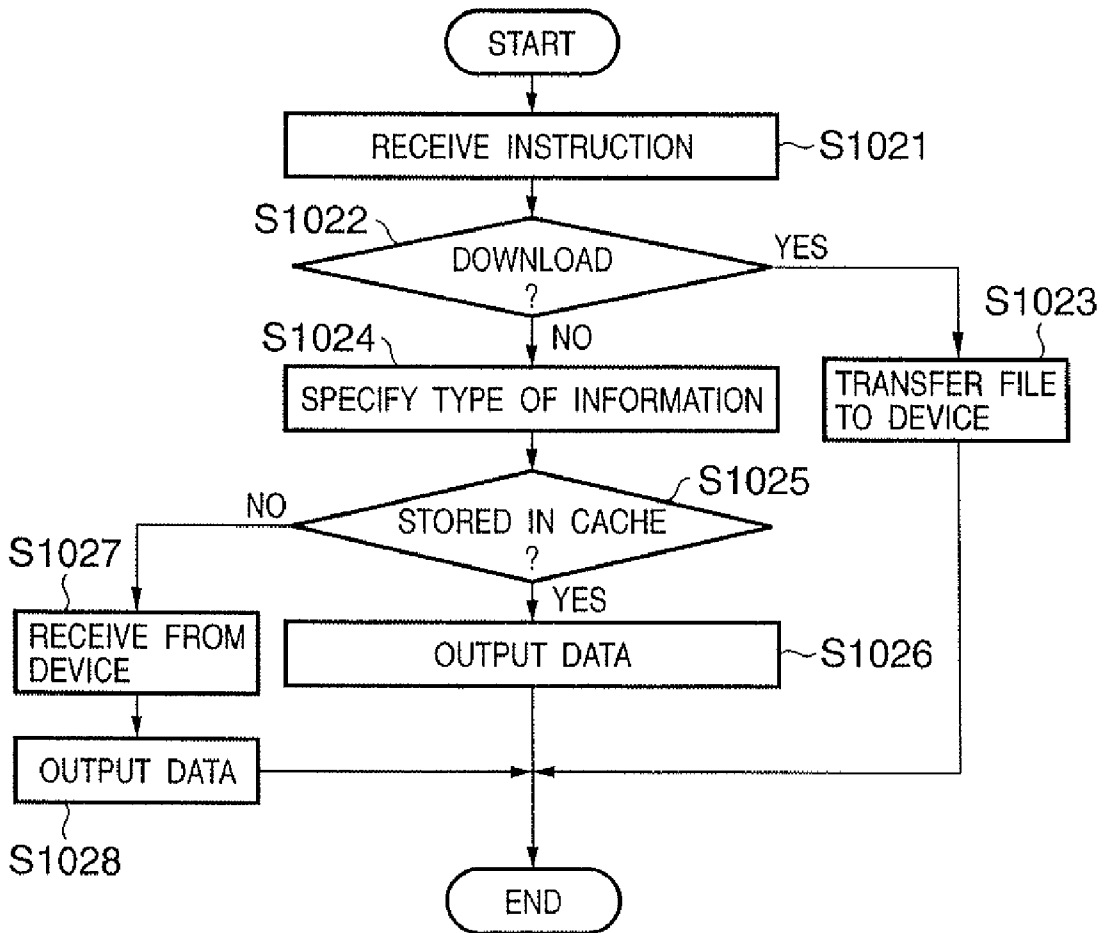 START
RECEIVE INSTRUCTION
S1021
S1022
DOWNLOAD
?
YES
NO
S1023
TRANSFER FILE
TO DEVICE
S1024
SPECIFY TYPE OF INFORMATION
S1025
STORED IN CACHE
?
NO
YES
S1027
RECEIVE FROM
DEVICE
OUTPUT DATA
S1026
OUTPUT DATA
S1028
END